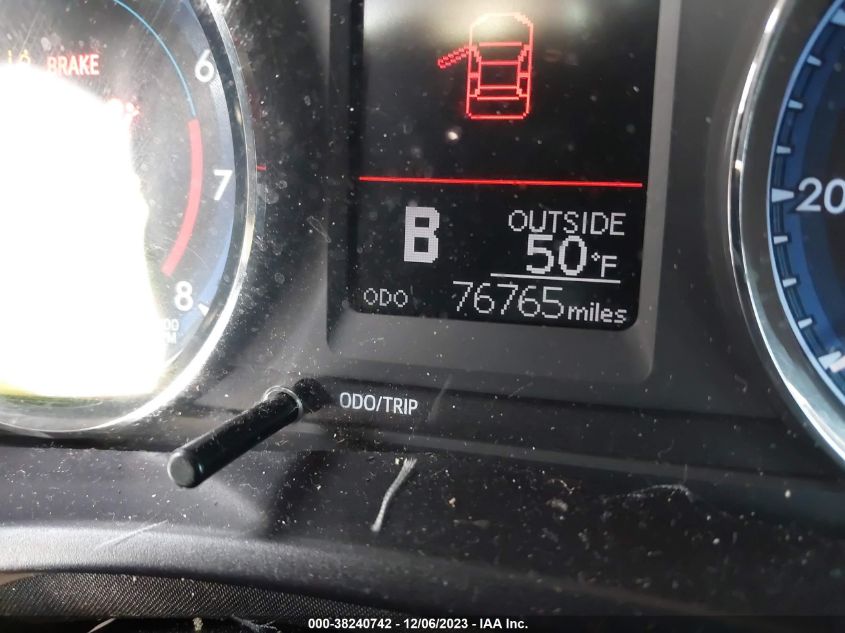 BRAKE
6
7
8
20
B
OUTSIDE
50°F
ODO 76765 miles
ODO/TRIP
000-38240742 - 12/06/2023 - IAA Inc.